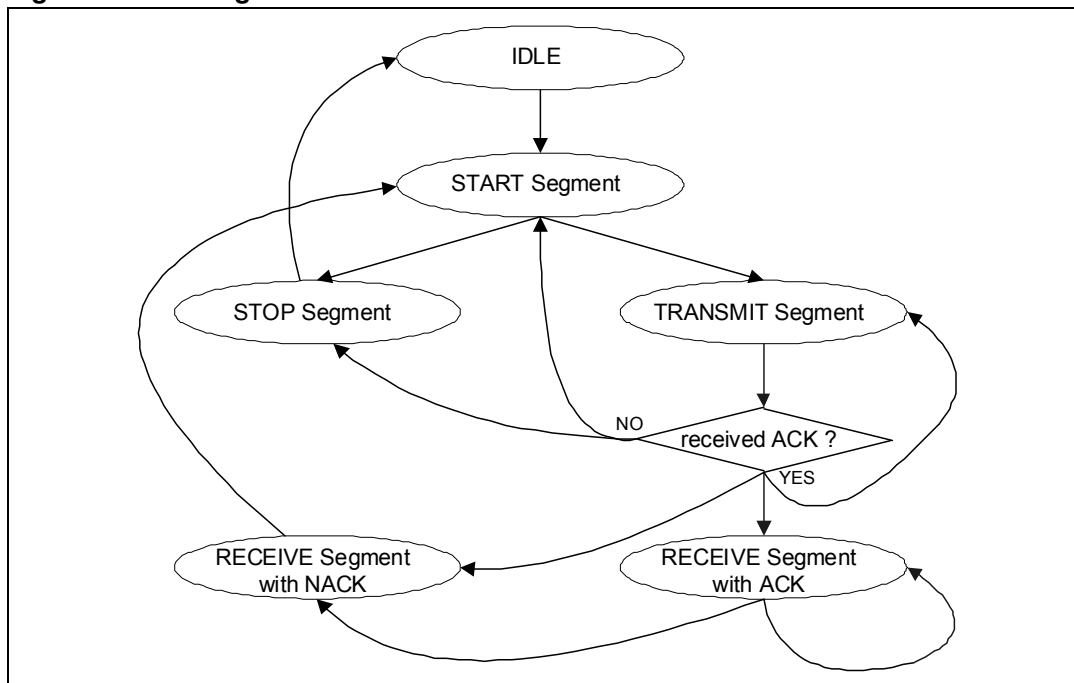 IDLE
START Segment
STOP Segment
TRANSMIT Segment
NO
received ACK ?
YES
RECEIVE Segment
with NACK
RECEIVE Segment
with ACK